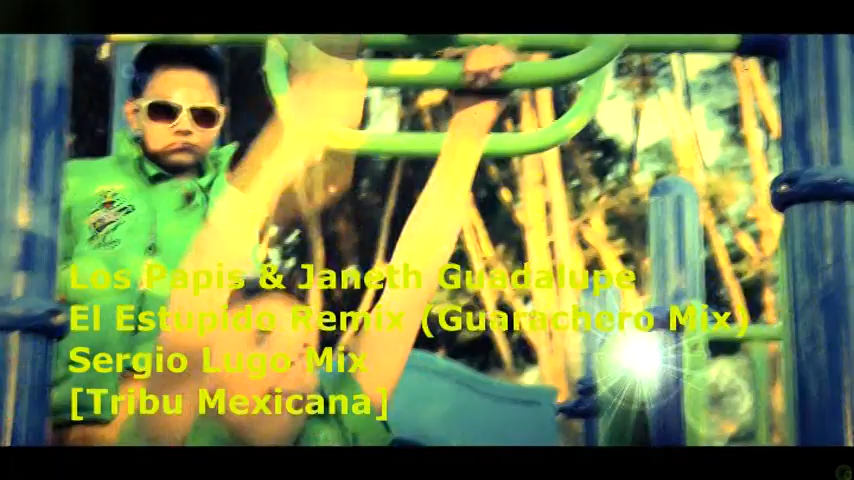 Los Papis & Janeth Guadalupe
El Estupido Remix (Guarachero Mix)
Sergio Lugo Mix
[Tribu Mexicana]